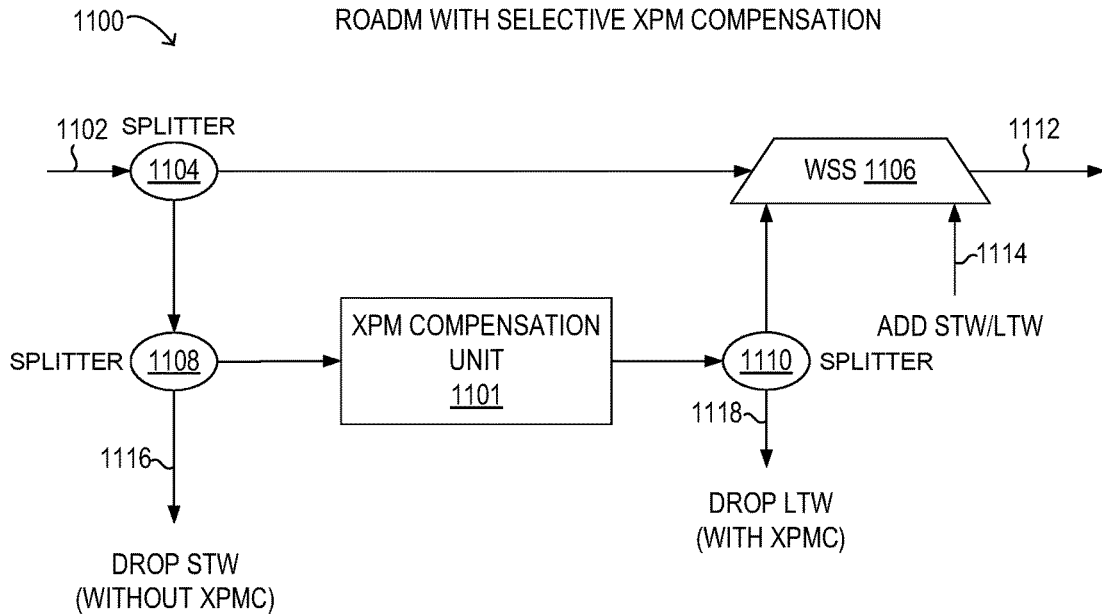 1100
ROADM WITH SELECTIVE XPM COMPENSATION
1102
SPLITTER
1104
WSS 1106
1112
1114
ADD STW/LTW
SPLITTER
1108
XPM COMPENSATION
UNIT
1101
1110
SPLITTER
1116
1118
DROP STW
(WITHOUT XPMC)
DROP LTW
(WITH XPMC)